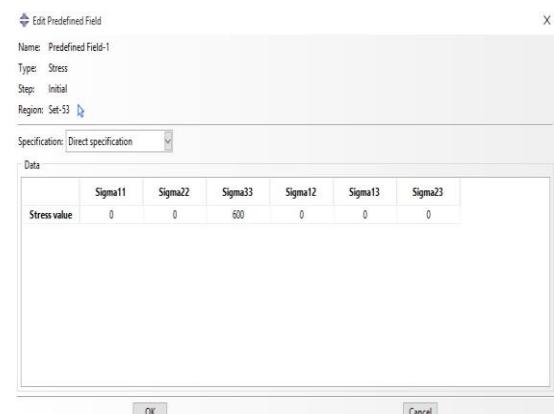 Edit Predefined Field X
Name: Predefined Field-1
Type: Stress
Step: Initial
Region: Set-53
Specification: Direct specification
Data
Sigma11 Sigma22 Sigma33 Sigma12 Sigma13 Sigma23
Stress value 0 0 600 0 0 0
OK Cancel